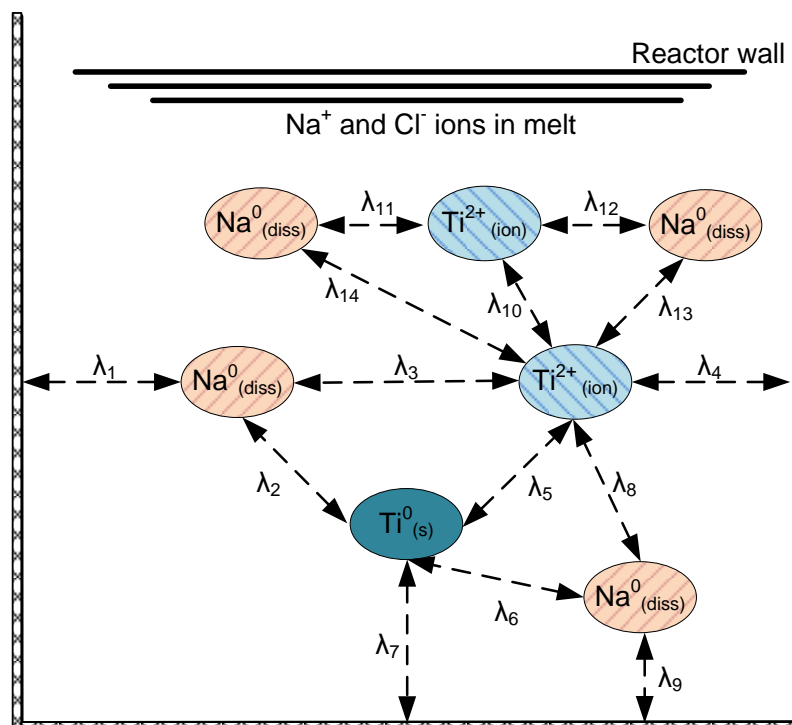 Reactor wall
Na⁺ and Cl⁻ ions in melt
Na⁰(diss) λ₁₁ Ti²⁺(ion) λ₁₂ Na⁰(diss)
λ₁₄ λ₁₀ λ₁₃
λ₁ Na⁰(diss) λ₃ Ti²⁺(ion) λ₄
λ₂ λ₅ λ₈
Ti⁰(s)
λ₆ Na⁰(diss)
λ₇ λ₉